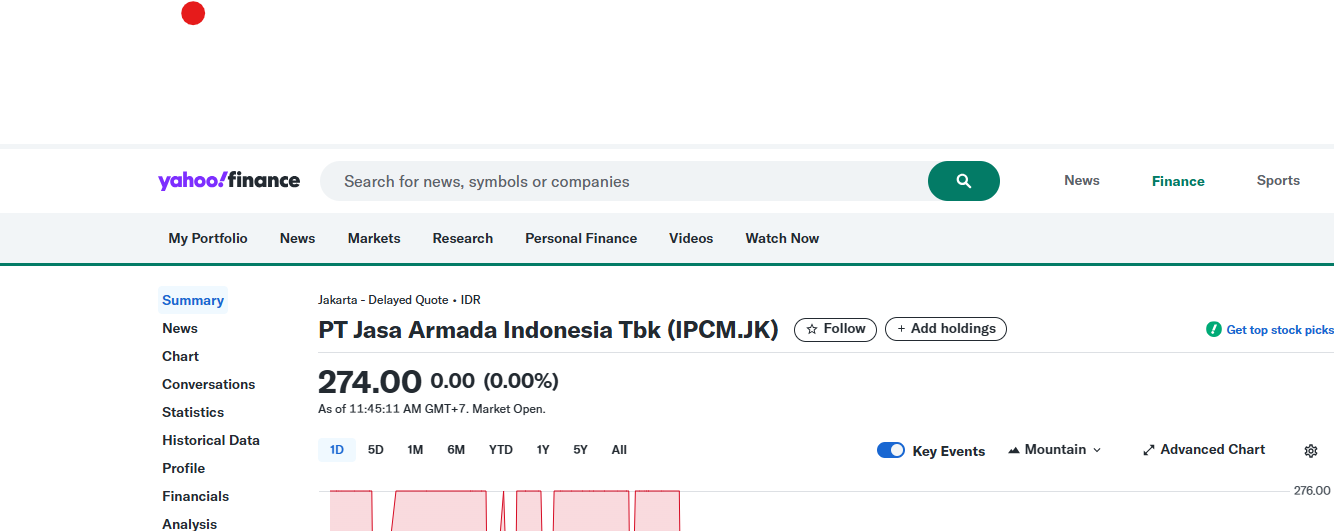 yahoo!finance
Search for news, symbols or companies
News Finance Sports
My Portfolio News Markets Research Personal Finance Videos Watch Now
Summary
News
Chart
Conversations
Statistics
Historical Data
Profile
Financials
Analysis
Jakarta - Delayed Quote • IDR
PT Jasa Armada Indonesia Tbk (IPCM.JK) Follow + Add holdings Get top stock picks
274.00 0.00 (0.00%)
As of 11:45:11 AM GMT+7. Market Open.
1D 5D 1M 6M YTD 1Y 5Y All Key Events Mountain Advanced Chart
276.00